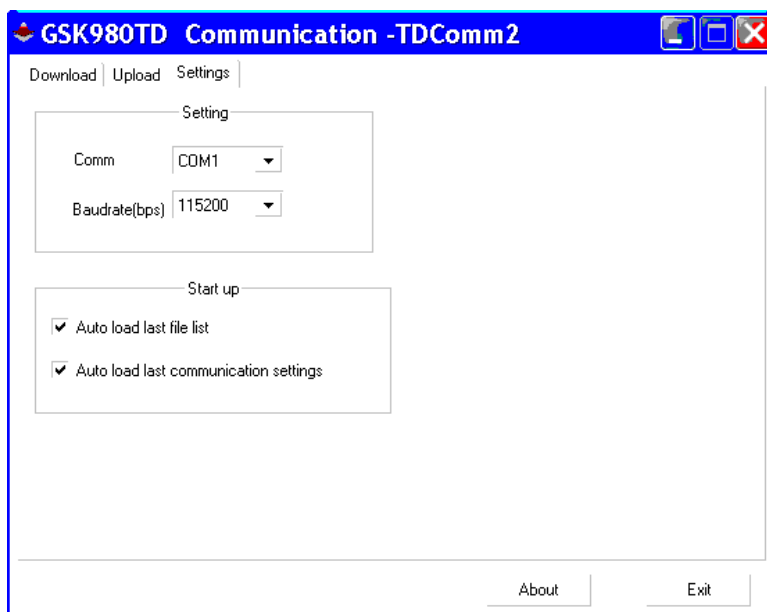 GSK980TD Communication -TDComm2
Download Upload Settings
Setting
Comm COM1
Baudrate(bps) 115200
Start up
Auto load last file list
Auto load last communication settings
About Exit